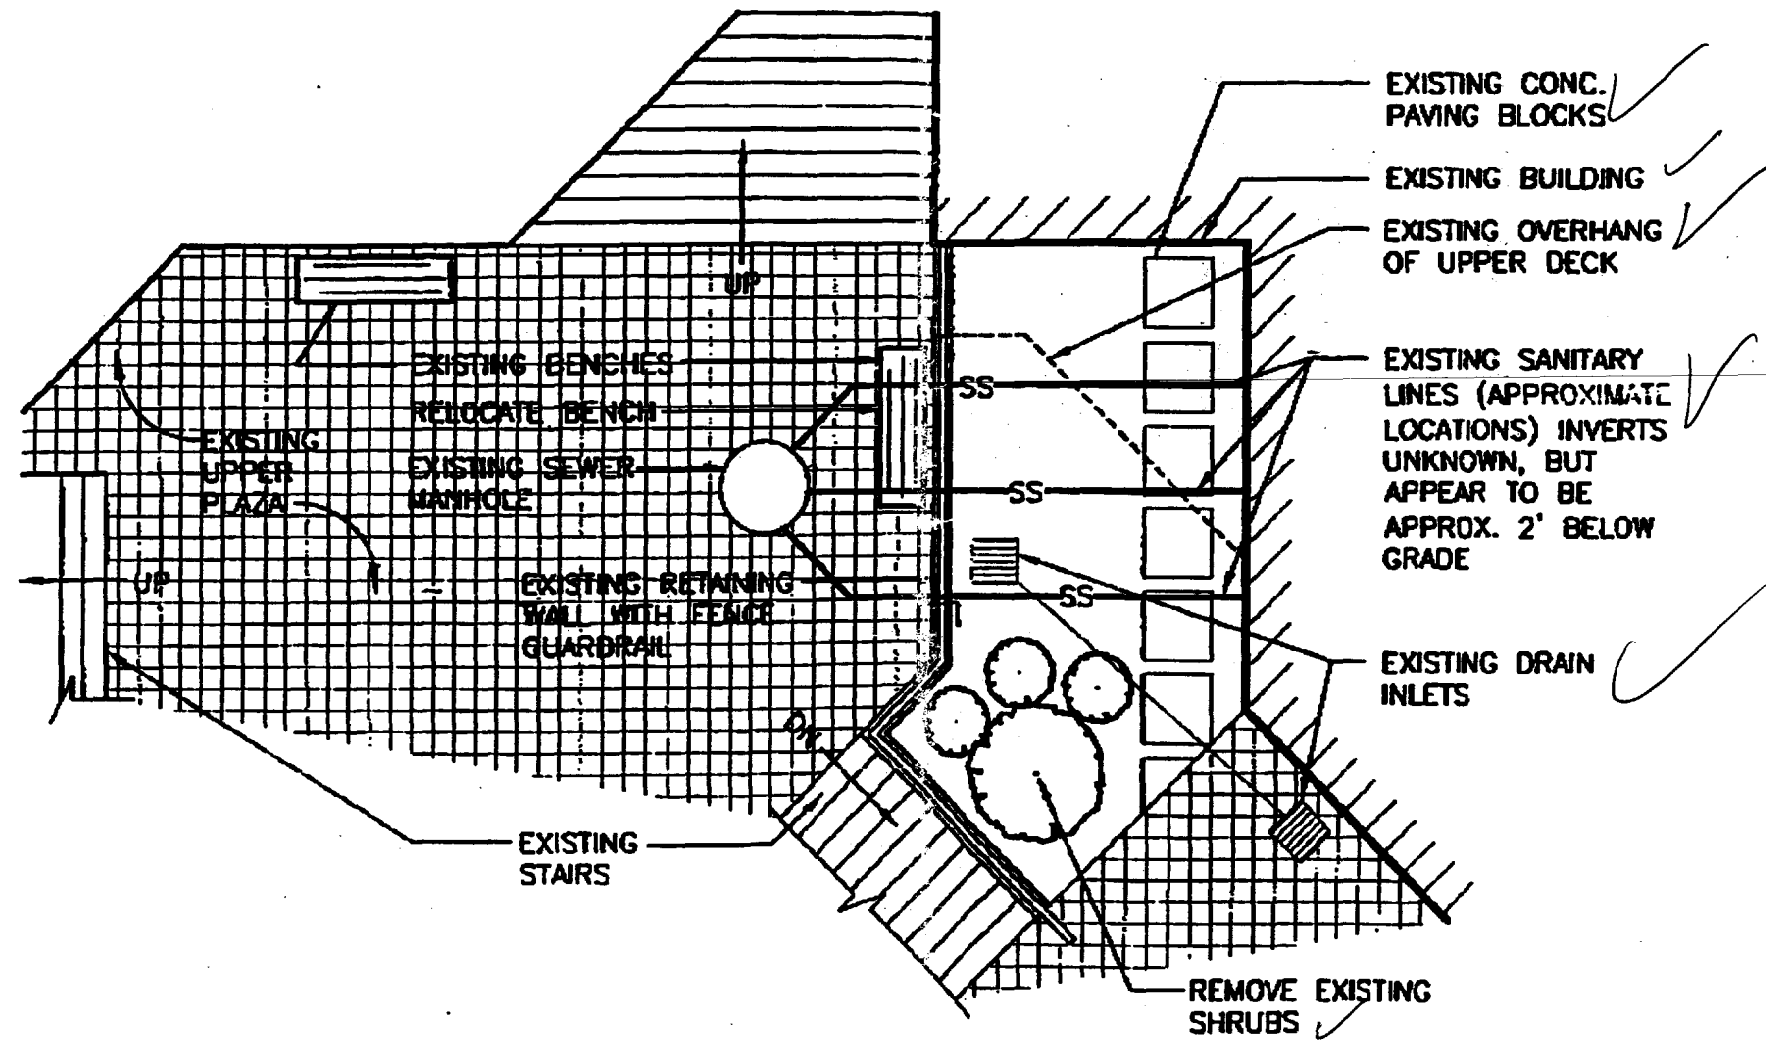 EXISTING CONC.
PAVING BLOCKS
EXISTING BUILDING
EXISTING OVERHANG
OF UPPER DECK
UP
EXISTING BENCHES
RELOCATE BENCH
EXISTING SEWER
MANHOLE
EXISTING
UPPER
PLAZA
UP
EXISTING RETAINING
WALL WITH FENCE
GUARDRAIL
SS
SS
SS
EXISTING SANITARY
LINES (APPROXIMATE
LOCATIONS) INVERTS
UNKNOWN, BUT
APPEAR TO BE
APPROX. 2' BELOW
GRADE
EXISTING DRAIN
INLETS
DN
EXISTING
STAIRS
REMOVE EXISTING
SHRUBS